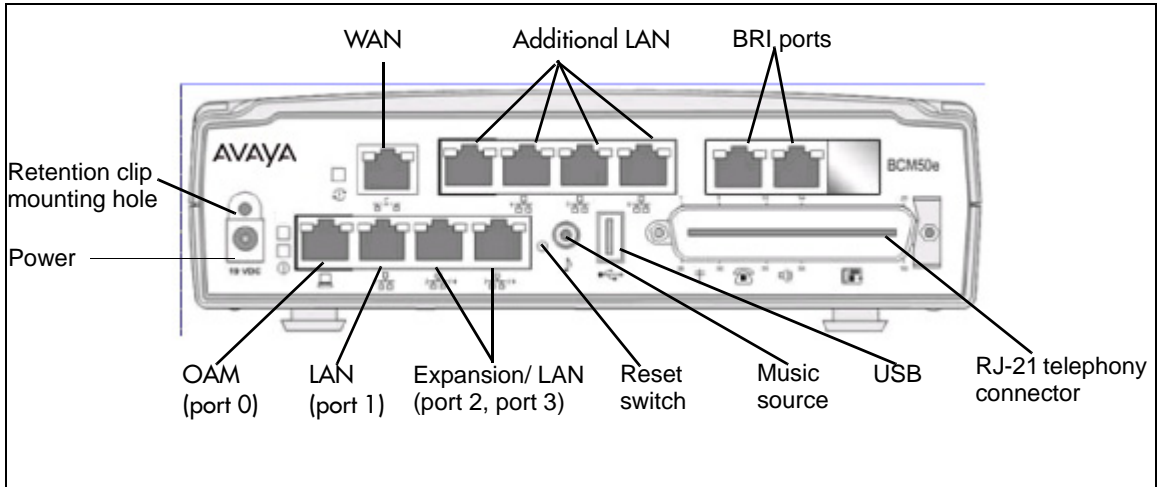 WAN Additional LAN BRI ports
AVAYA
BCM50e
Retention clip
mounting hole
Power
19 VDC
OAM
(port 0)
LAN
(port 1)
Expansion/ LAN
(port 2, port 3)
Reset
switch
Music
source
USB
RJ-21 telephony
connector